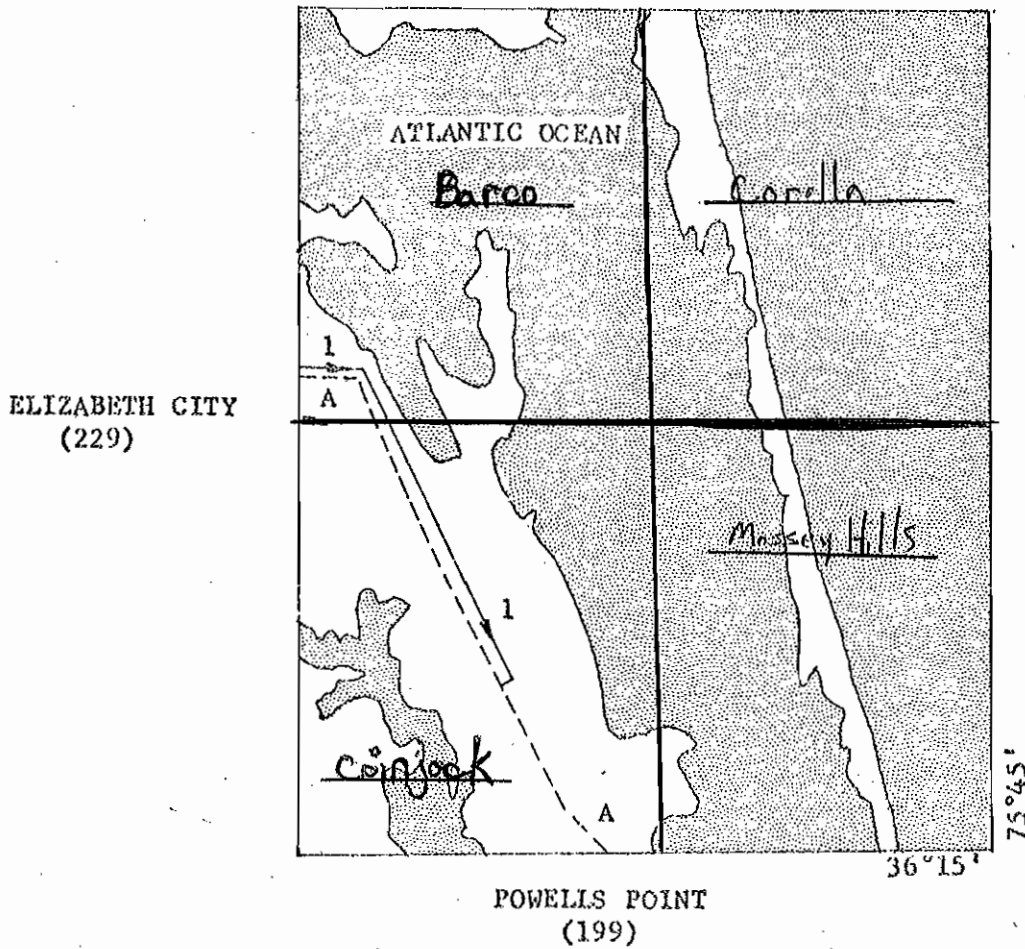 ATLANTIC OCEAN
Barco
Corolla
1
A
ELIZABETH CITY
(229)
Mossey Hills
1
Coinjock
A
75°45'
36°15'
POWELLS POINT
(199)